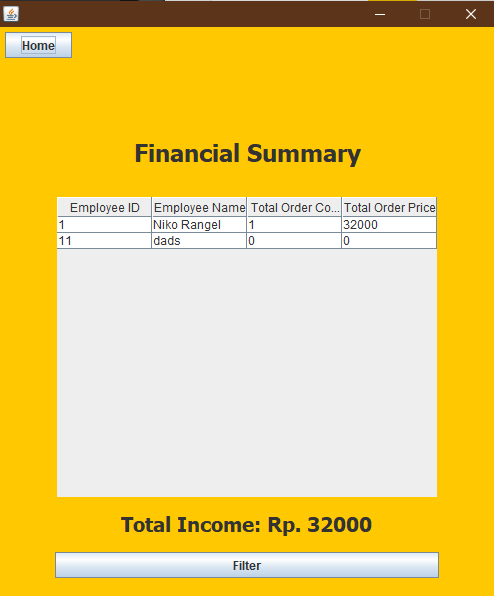 Home
Financial Summary
Employee ID Employee Name Total Order Co... Total Order Price
1 Niko Rangel 1 32000
11 dads 0 0
Total Income: Rp. 32000
Filter